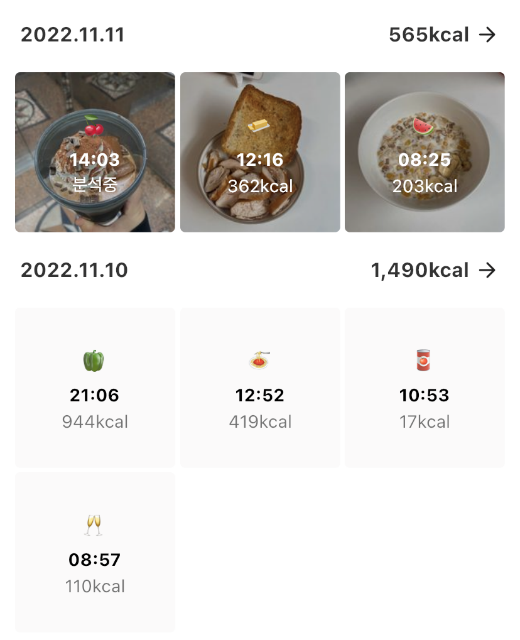 2022.11.11 565kcal →
14:03 12:16 08:25
분석중 362kcal 203kcal
2022.11.10 1,490kcal →
21:06 12:52 10:53
944kcal 419kcal 17kcal
08:57
110kcal